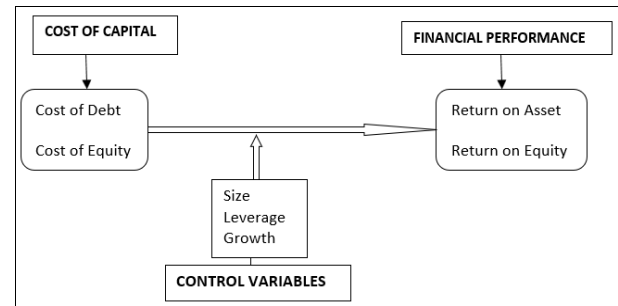 COST OF CAPITAL
FINANCIAL PERFORMANCE
Cost of Debt
Cost of Equity
Return on Asset
Return on Equity
Size
Leverage
Growth
CONTROL VARIABLES